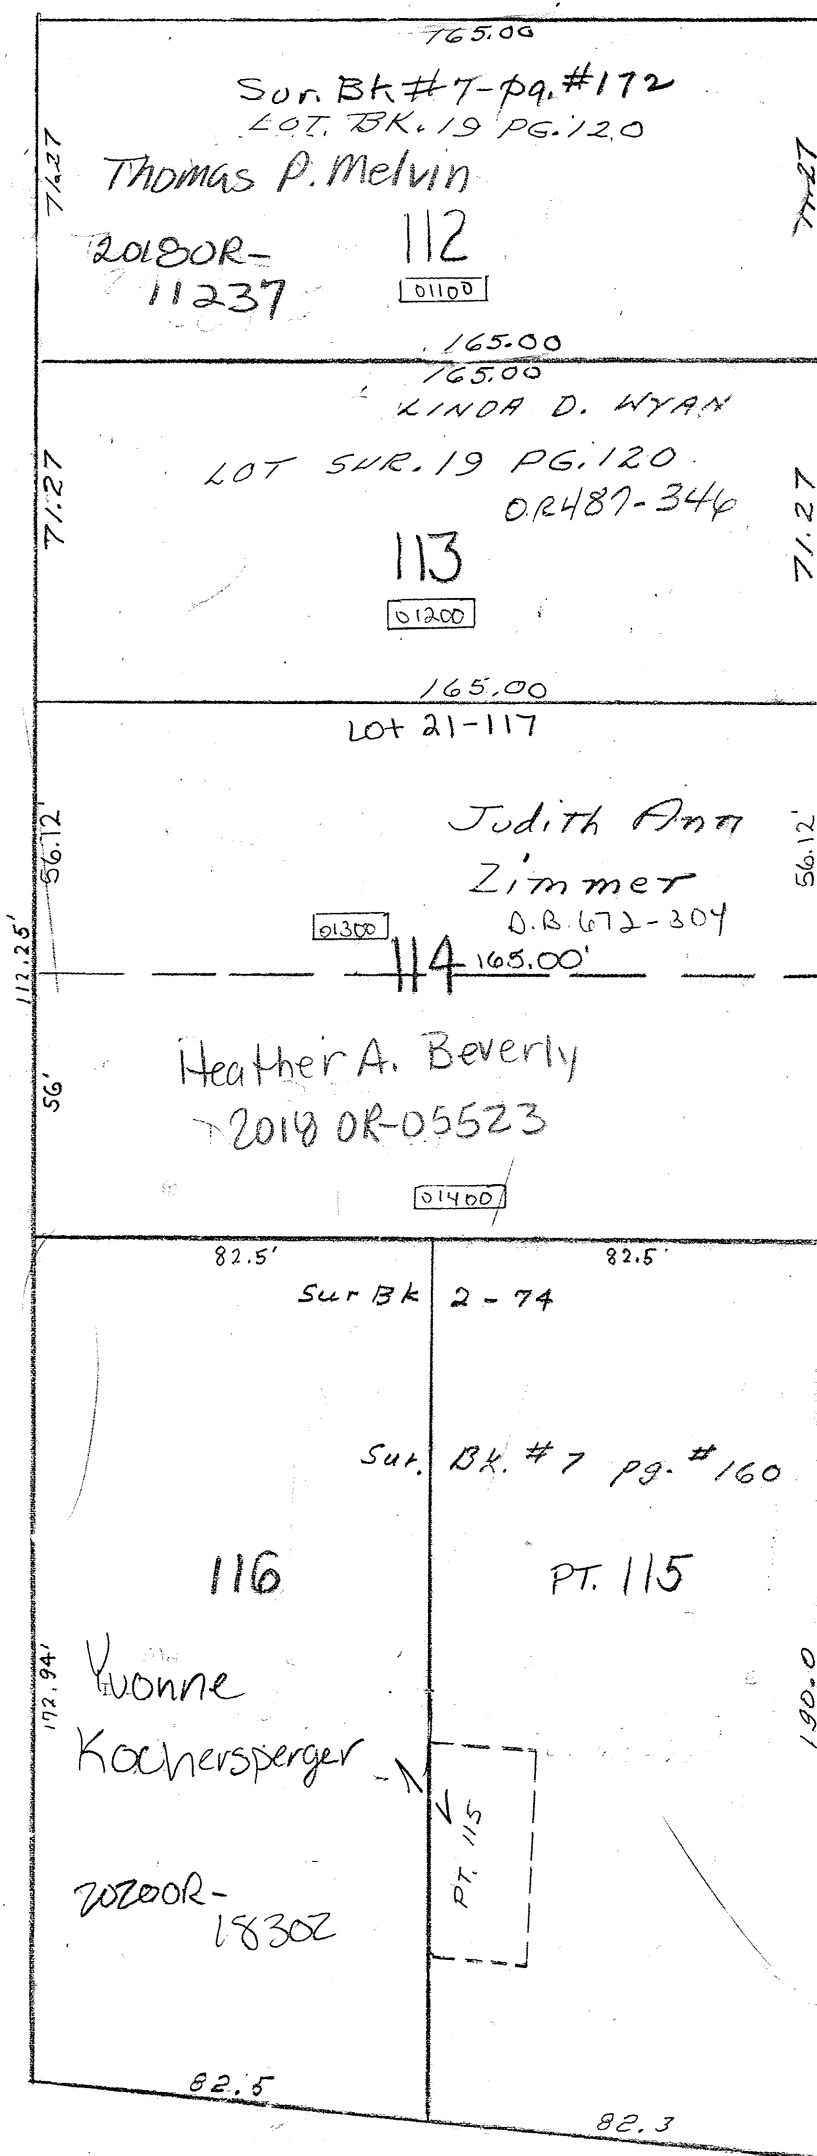 165.00
Sur. Bk #7-pg. #172
LOT. BK. 19 PG. 120
71.27
71.27
Thomas P. Melvin
2018OR-
11237
112
01100
165.00
165.00
LINDA D. WYAN
LOT SUR. 19 PG. 120
O.R 487-346
71.27
71.27
113
01200
165.00
Lot 21-117
Judith Ann
Zimmer
D.B. 672-304
56.12'
56.12'
01300
114
165.00'
112.25'
Heather A. Beverly
2018 OR-05523
56'
01400
82.5'
82.5'
Sur Bk 2-74
Sur. Bk. #7 pg. #160
116
PT. 115
172.94'
190.0
Yvonne
Kochersperger
PT. 115
2020OR-
18302
82.5
82.3